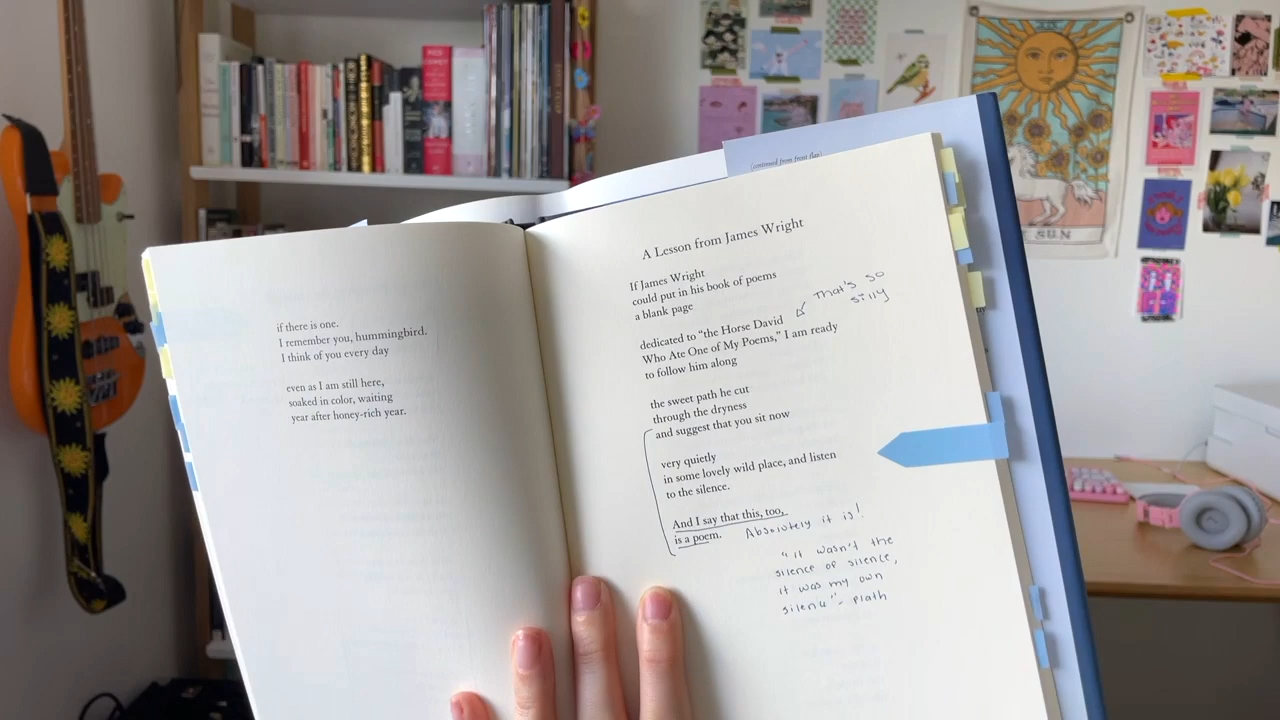 if there is one.
I remember you, hummingbird.
I think of you every day
even as I am still here,
soaked in color, waiting
year after honey-rich year.
(continued from front flap)
A Lesson from James Wright
If James Wright
could put in his book of poems
a blank page
dedicated to “the Horse David
Who Ate One of My Poems,” I am ready
to follow him along
That's so
silly
the sweet path he cut
through the dryness
and suggest that you sit now
very quietly
in some lovely wild place, and listen
to the silence.
And I say that this, too,
is a poem.
Absolutely it is!
"it wasn't the
silence of silence,
it was my own
silence" - Plath
SUN